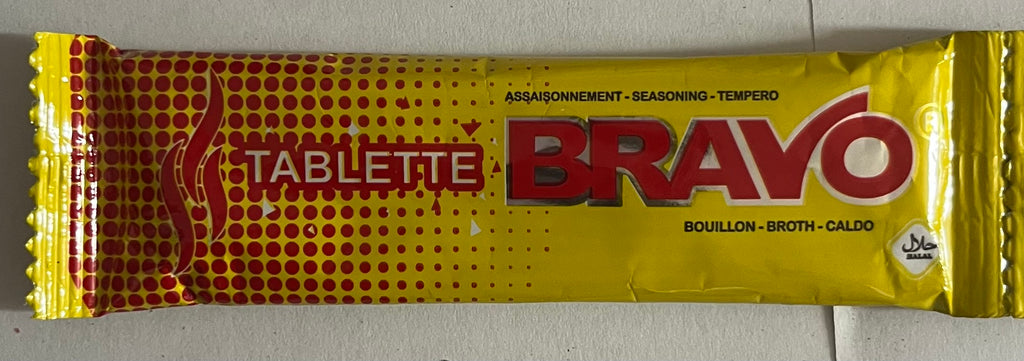 ASSAISONNEMENT - SEASONING - TEMPERO
TABLETTE
BRAVO
®
BOUILLON - BROTH - CALDO
حلال
HALAL